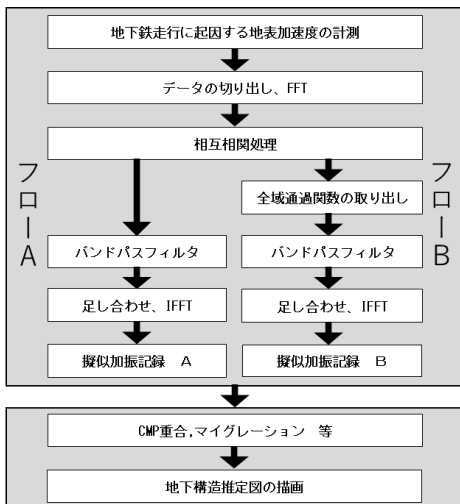 地下鉄走行に起因する地表加速度の計測
データの切り出し、FFT
相互相関処理
フローA
フローB
全域通過関数の取り出し
バンドパスフィルタ
バンドパスフィルタ
足し合わせ、IFFT
足し合わせ、IFFT
擬似加振記録 A
擬似加振記録 B
CMP重合,マイグレーション 等
地下構造推定図の描画